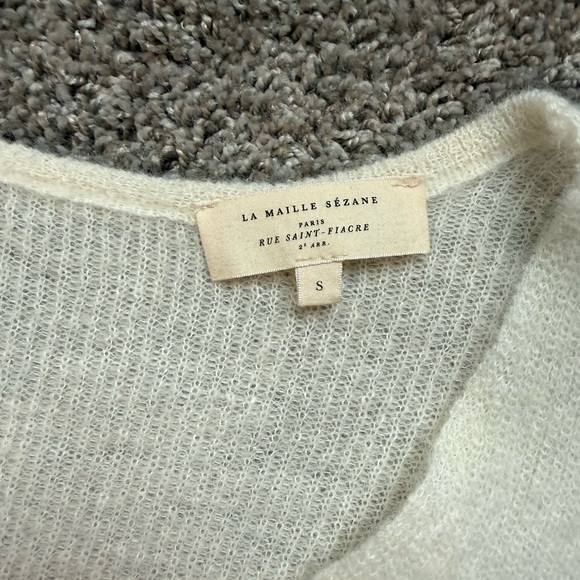 LA MAILLE SÉZANE
PARIS
RUE SAINT-FIACRE
2E ARR.
S